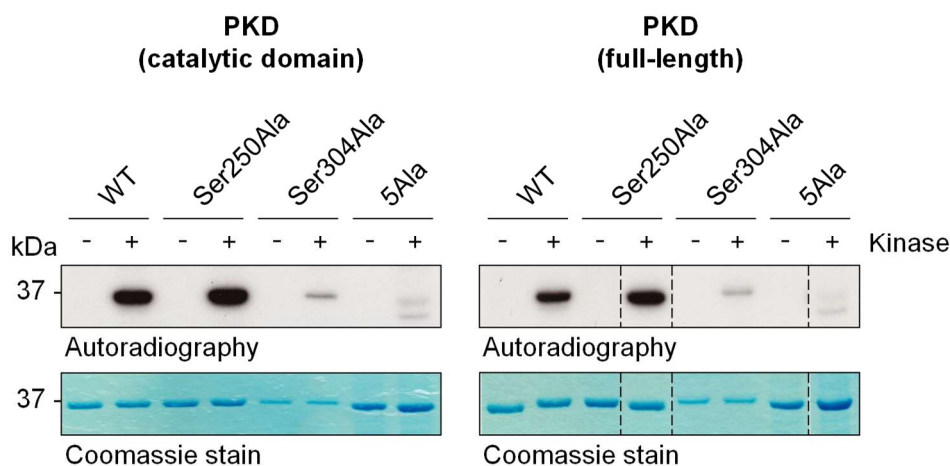 PKD
(catalytic domain)
PKD
(full-length)
WT
Ser250Ala
Ser304Ala
5Ala
WT
Ser250Ala
Ser304Ala
5Ala
kDa - + - + - + - +
- + - + - + - + Kinase
37
Autoradiography
Autoradiography
37
Coomassie stain
Coomassie stain